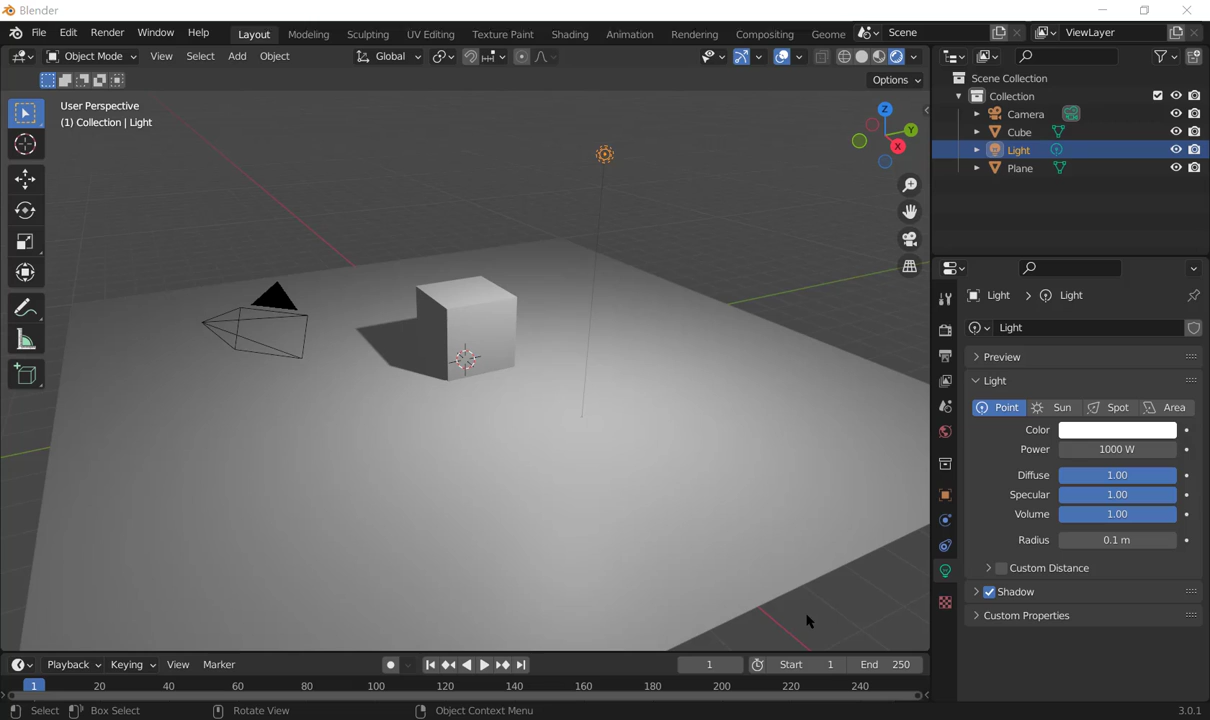 Blender
File Edit Render Window Help Layout Modeling Sculpting UV Editing Texture Paint Shading Animation Rendering Compositing Geome Scene ViewLayer
Object Mode View Select Add Object Global
Options
User Perspective
(1) Collection | Light
Z
Y
X
Scene Collection
Collection
Camera
Cube
Light
Plane
Light > Light
Light
Preview
Light
Point Sun Spot Area
Color
Power 1000 W
Diffuse 1.00
Specular 1.00
Volume 1.00
Radius 0.1 m
Custom Distance
Shadow
Custom Properties
Playback Keying View Marker 1 Start 1 End 250
1 20 40 60 80 100 120 140 160 180 200 220 240
Select Box Select Rotate View Object Context Menu 3.0.1